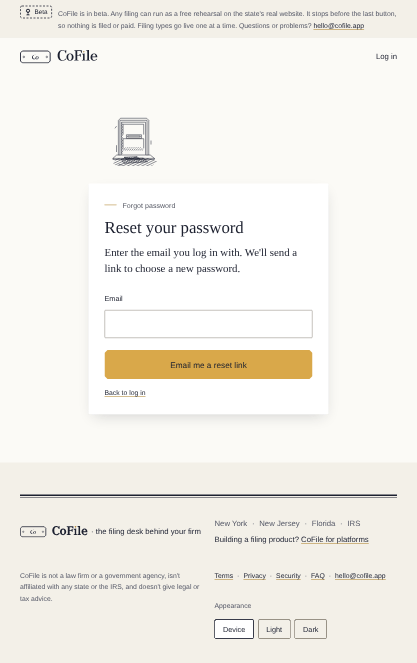 Beta
CoFile is in beta. Any filing can run as a free rehearsal on the state's real website. It stops before the last button,
so nothing is filed or paid. Filing types go live one at a time. Questions or problems? hello@cofile.app
Co CoFile
Log in
Forgot password
Reset your password
Enter the email you log in with. We'll send a
link to choose a new password.
Email
Email me a reset link
Back to log in
Co CoFile · the filing desk behind your firm
New York · New Jersey · Florida · IRS
Building a filing product? CoFile for platforms
CoFile is not a law firm or a government agency, isn't
affiliated with any state or the IRS, and doesn't give legal or
tax advice.
Terms · Privacy · Security · FAQ · hello@cofile.app
Appearance
Device Light Dark